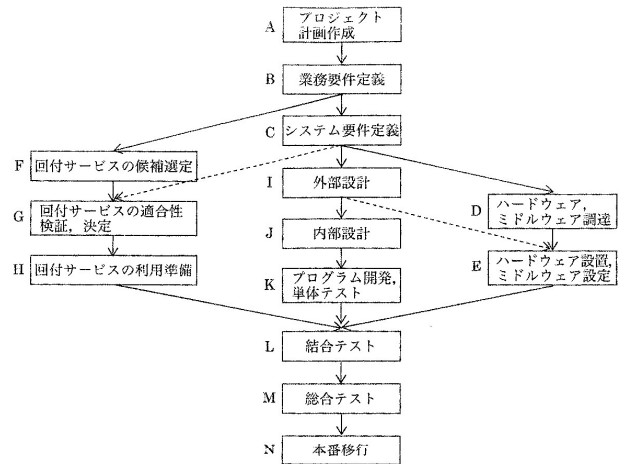 A
プロジェクト
計画作成
B
業務要件定義
C
システム要件定義
F
回付サービスの候補選定
I
外部設計
D
ハードウェア,
ミドルウェア調達
G
回付サービスの適合性
検証, 決定
J
内部設計
E
ハードウェア設置,
ミドルウェア設定
H
回付サービスの利用準備
K
プログラム開発,
単体テスト
L
結合テスト
M
総合テスト
N
本番移行